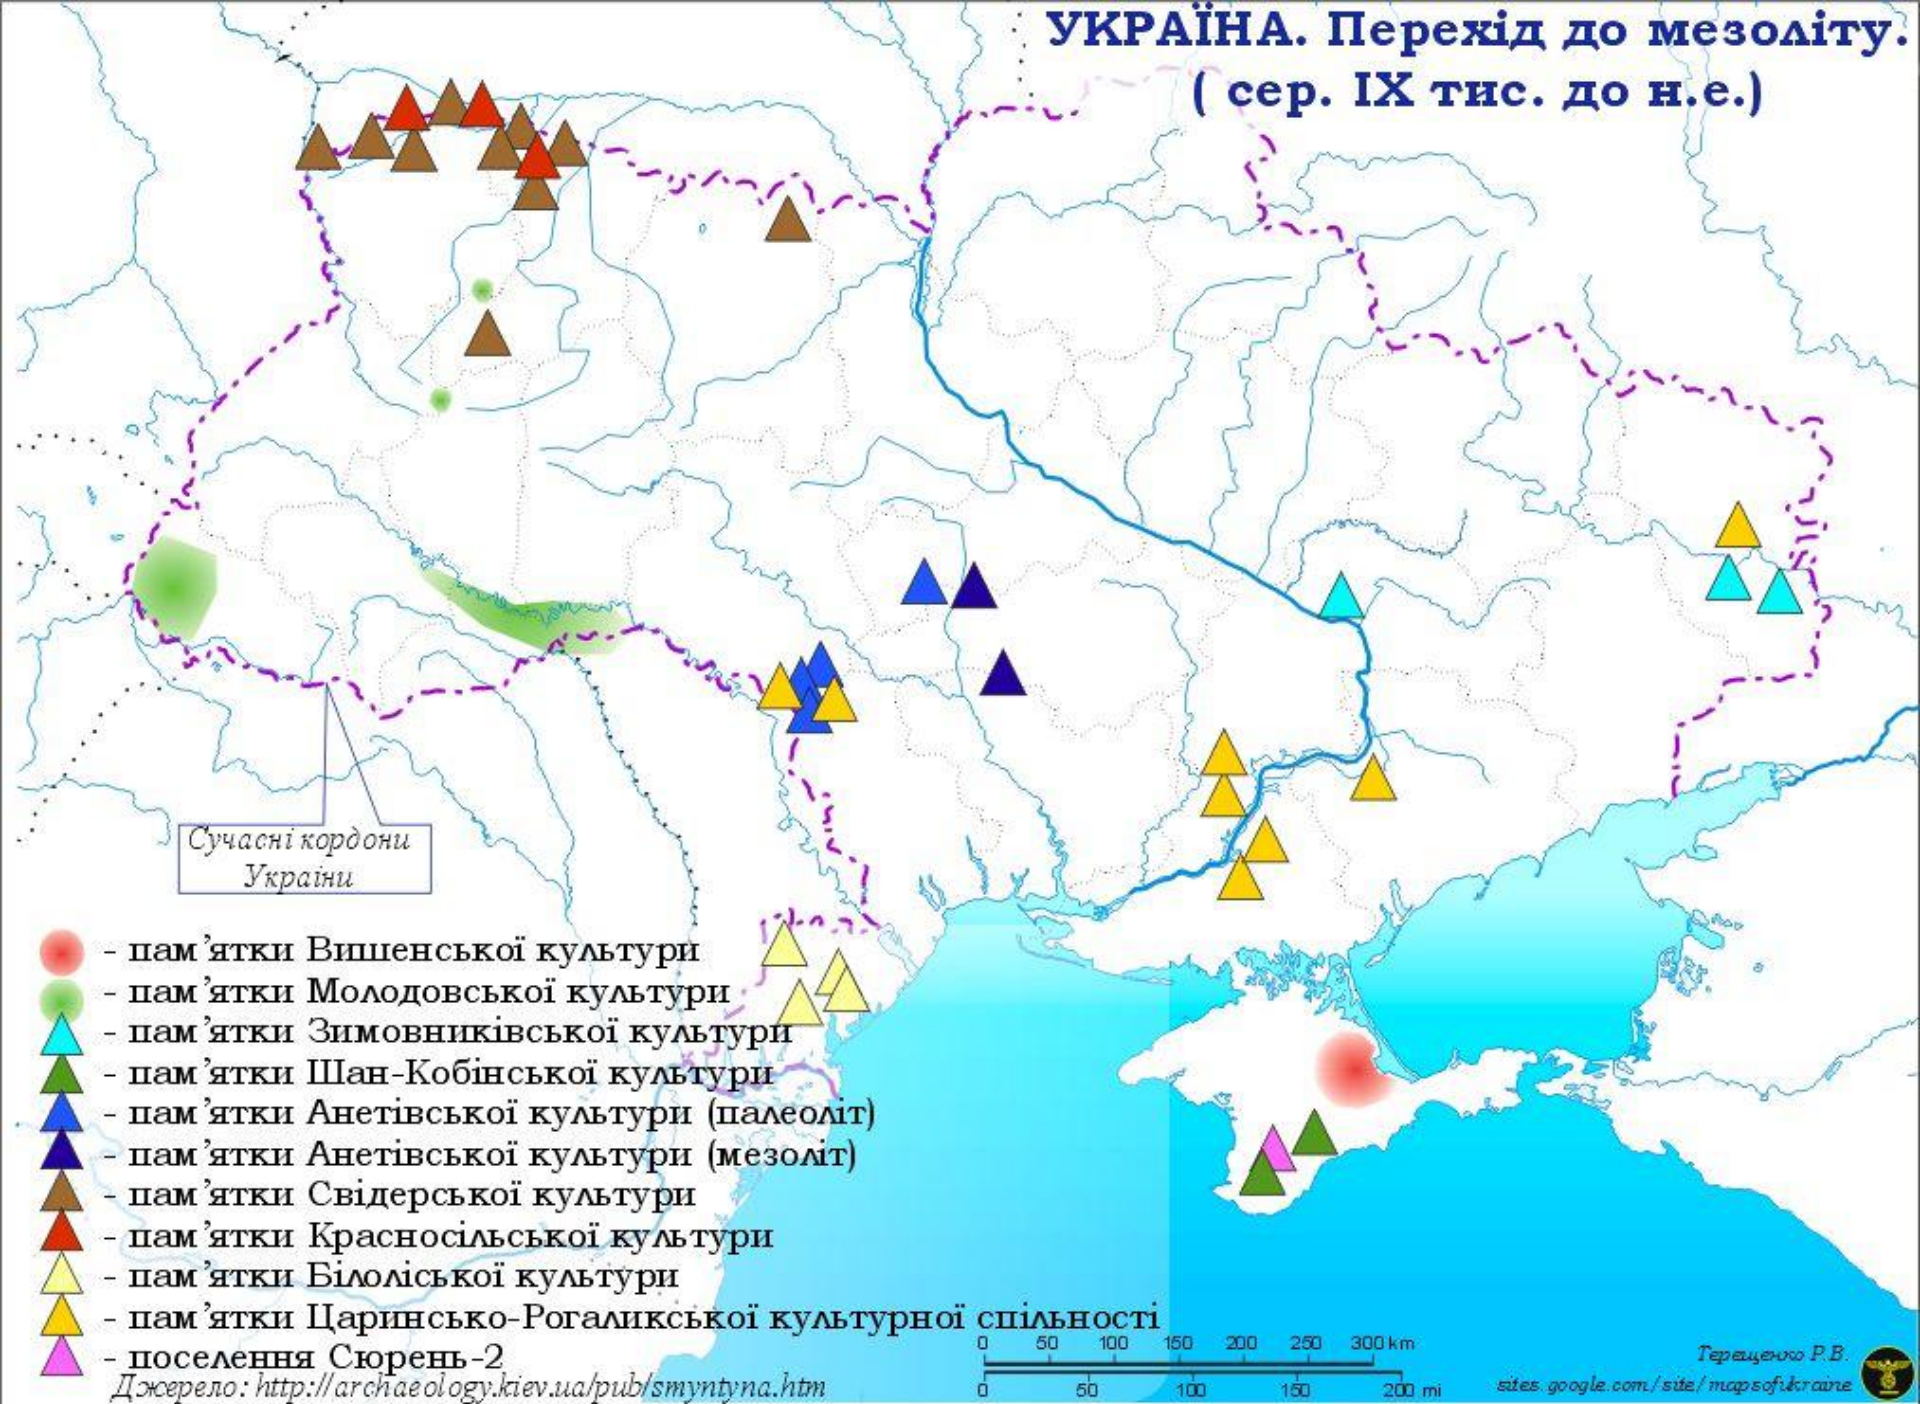 УКРАЇНА. Перехід до мезоліту.
( сер. IX тис. до н.е.)
Сучасні кордони
України
- пам’ятки Вишенської культури
- пам’ятки Молодовської культури
- пам’ятки Зимовниківської культури
- пам’ятки Шан-Кобінської культури
- пам’ятки Анетівської культури (палеоліт)
- пам’ятки Анетівської культури (мезоліт)
- пам’ятки Свідерської культури
- пам’ятки Красносільської культури
- пам’ятки Білоліської культури
- пам’ятки Царинсько-Рогаликської культурної спільності
- поселення Сюрень-2
Джерело: http://archaeology.kiev.ua/pub/smyntyna.htm
0 50 100 150 200 250 300 km
0 50 100 150 200 mi
Терещенко Р.В.
sites.google.com/site/mapsofukraine